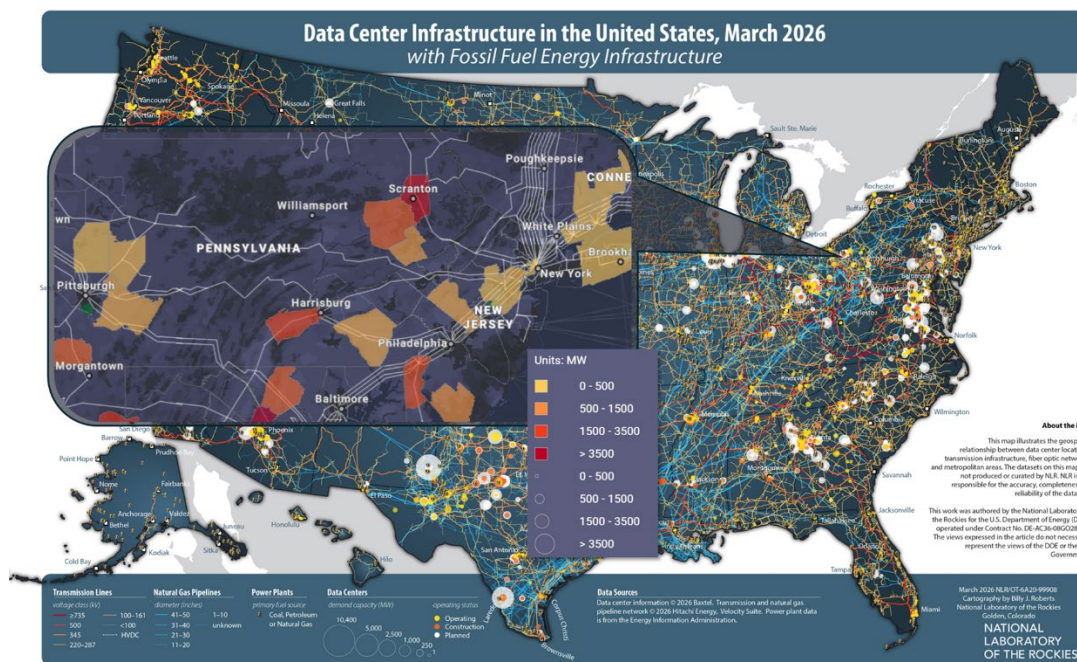 Data Center Infrastructure in the United States, March 2026
with Fossil Fuel Energy Infrastructure
Seattle
Olympia
Spokane
Vancouver
Portland
Missoula
Great Falls
Helena
Minot
Sault Ste. Marie
Augusta
Burlington
Boston
Rochester
Syracuse
Buffalo
Detroit
New York
Poughkeepsie
CONNE
Scranton
Williamsport
White Plains
wn
PENNSYLVANIA
Brookh
New York
Pittsburgh
Harrisburg
NEW
JERSEY
Philadelphia
Morgantown
Baltimore
Baltimore
Washington
Charleston
Norfolk
Raleigh
Knoxville
Memphis
Wilmington
Columbia
Montgomery
Savannah
Jacksonville
Tallahassee
Orlando
Tampa
Miami
Units: MW
0 - 500
500 - 1500
1500 - 3500
> 3500
0 - 500
500 - 1500
1500 - 3500
> 3500
San Diego
Phoenix
Tucson
El Paso
San Antonio
Laredo
Corpus Christi
Brownsville
Barrow
Prudhoe Bay
Point Hope
Nome
Fairbanks
Anchorage
Valdez
Bethel
Juneau
Sitka
Kodiak
Cold Bay
Honolulu
Hilo
About the
This map illustrates the geosp
relationship between data center locat
transmission infrastructure, fiber optic netw
and metropolitan areas. The datasets on this map
not produced or curated by NLR. NLR is
responsible for the accuracy, completene
reliability of the data
This work was authored by the National Laborato
the Rockies for the U.S. Department of Energy (D
operated under Contract No. DE-AC36-08GO28
The views expressed in the article do not necess
represent the views of the DOE or the
Governm
Transmission Lines
voltage class (kV)
≥735
500
345
220–287
100–161
<100
HVDC
Natural Gas Pipelines
diameter (inches)
41–50
31–40
21–30
11–20
1–10
unknown
Power Plants
primary fuel source
Coal, Petroleum
or Natural Gas
Data Centers
demand capacity (MW)
10,400
5,000
2,500
1,000
250
1
operating status
Operating
Construction
Planned
Data Sources
Data center information © 2026 Baxtel. Transmission and natural gas
pipeline network © 2026 Hitachi Energy, Velocity Suite. Power plant data
is from the Energy Information Administration.
March 2026 NLR/OT-6A20-99908
Cartography by Billy J. Roberts
National Laboratory of the Rockies
Golden, Colorado
NATIONAL
LABORATORY
OF THE ROCKIES